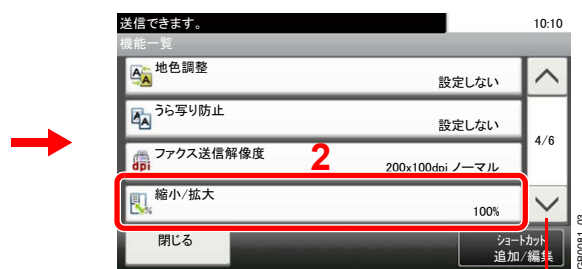 送信できます。
10:10
機能一覧
地色調整
設定しない
うら写り防止
設定しない
4/6
ファクス送信解像度
2
dpi
200x100dpi ノーマル
縮小/拡大
100%
閉じる
ショートカット
追加/編集